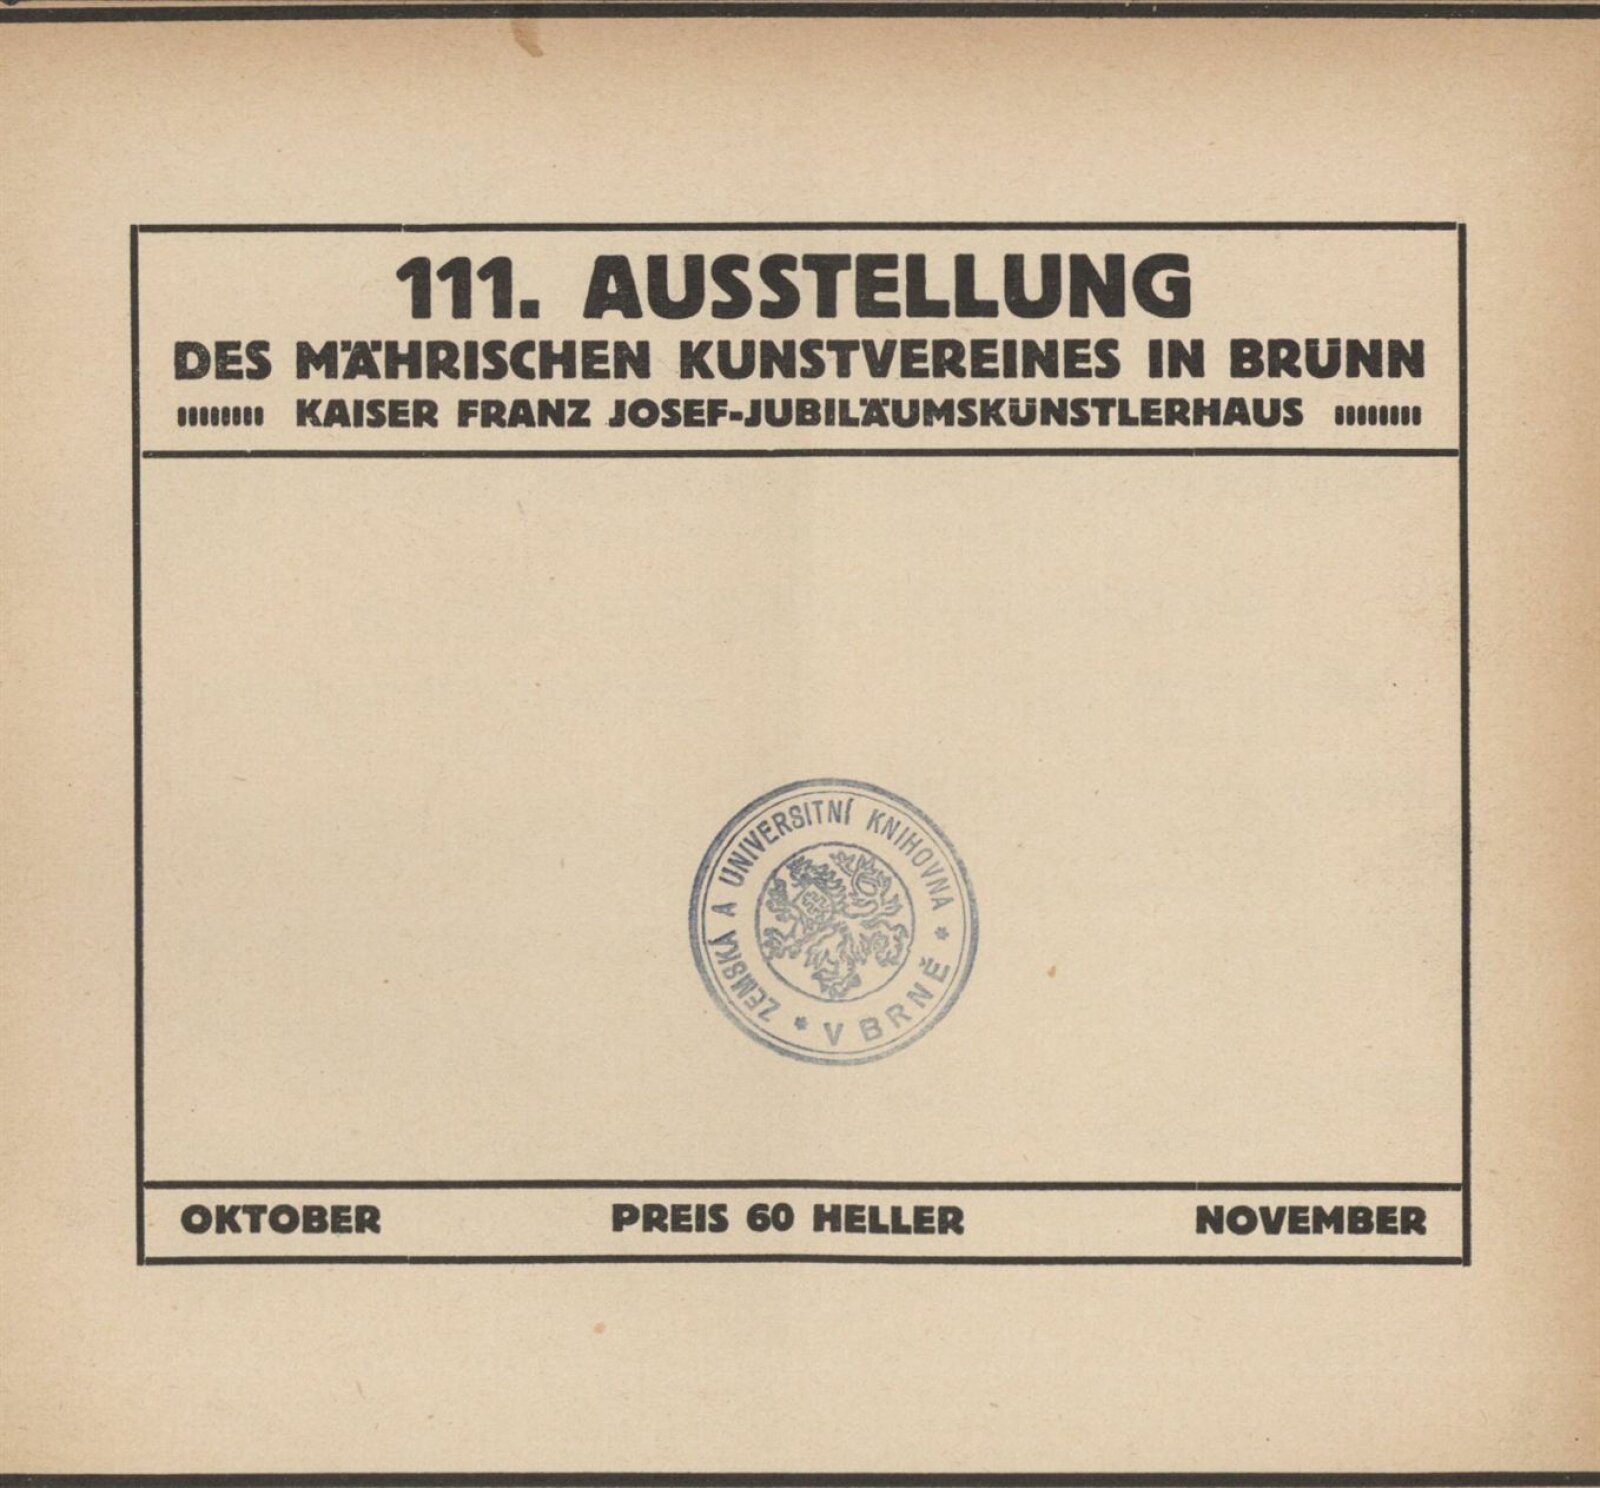 111. AUSSTELLUNG
DES MÄHRISCHEN KUNSTVEREINES IN BRÜNN
KAISER FRANZ JOSEF-JUBILÄUMSKÜNSTLERHAUS
ZEMSKÁ A UNIVERSITNÍ KNIHOVNA * V BRNĚ *
OKTOBER PREIS 60 HELLER NOVEMBER